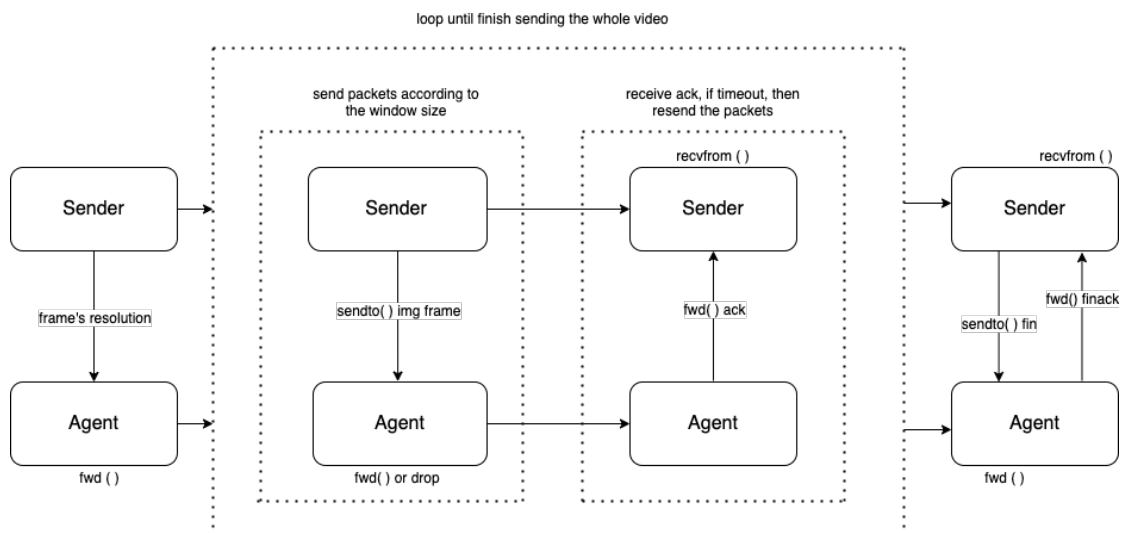 loop until finish sending the whole video
send packets according to
the window size
receive ack, if timeout, then
resend the packets
recvfrom ( )
recvfrom ( )
Sender
Sender
Sender
Sender
frame's resolution
sendto( ) img frame
fwd( ) ack
sendto( ) fin
fwd() finack
Agent
Agent
Agent
Agent
fwd ( )
fwd( ) or drop
fwd ( )